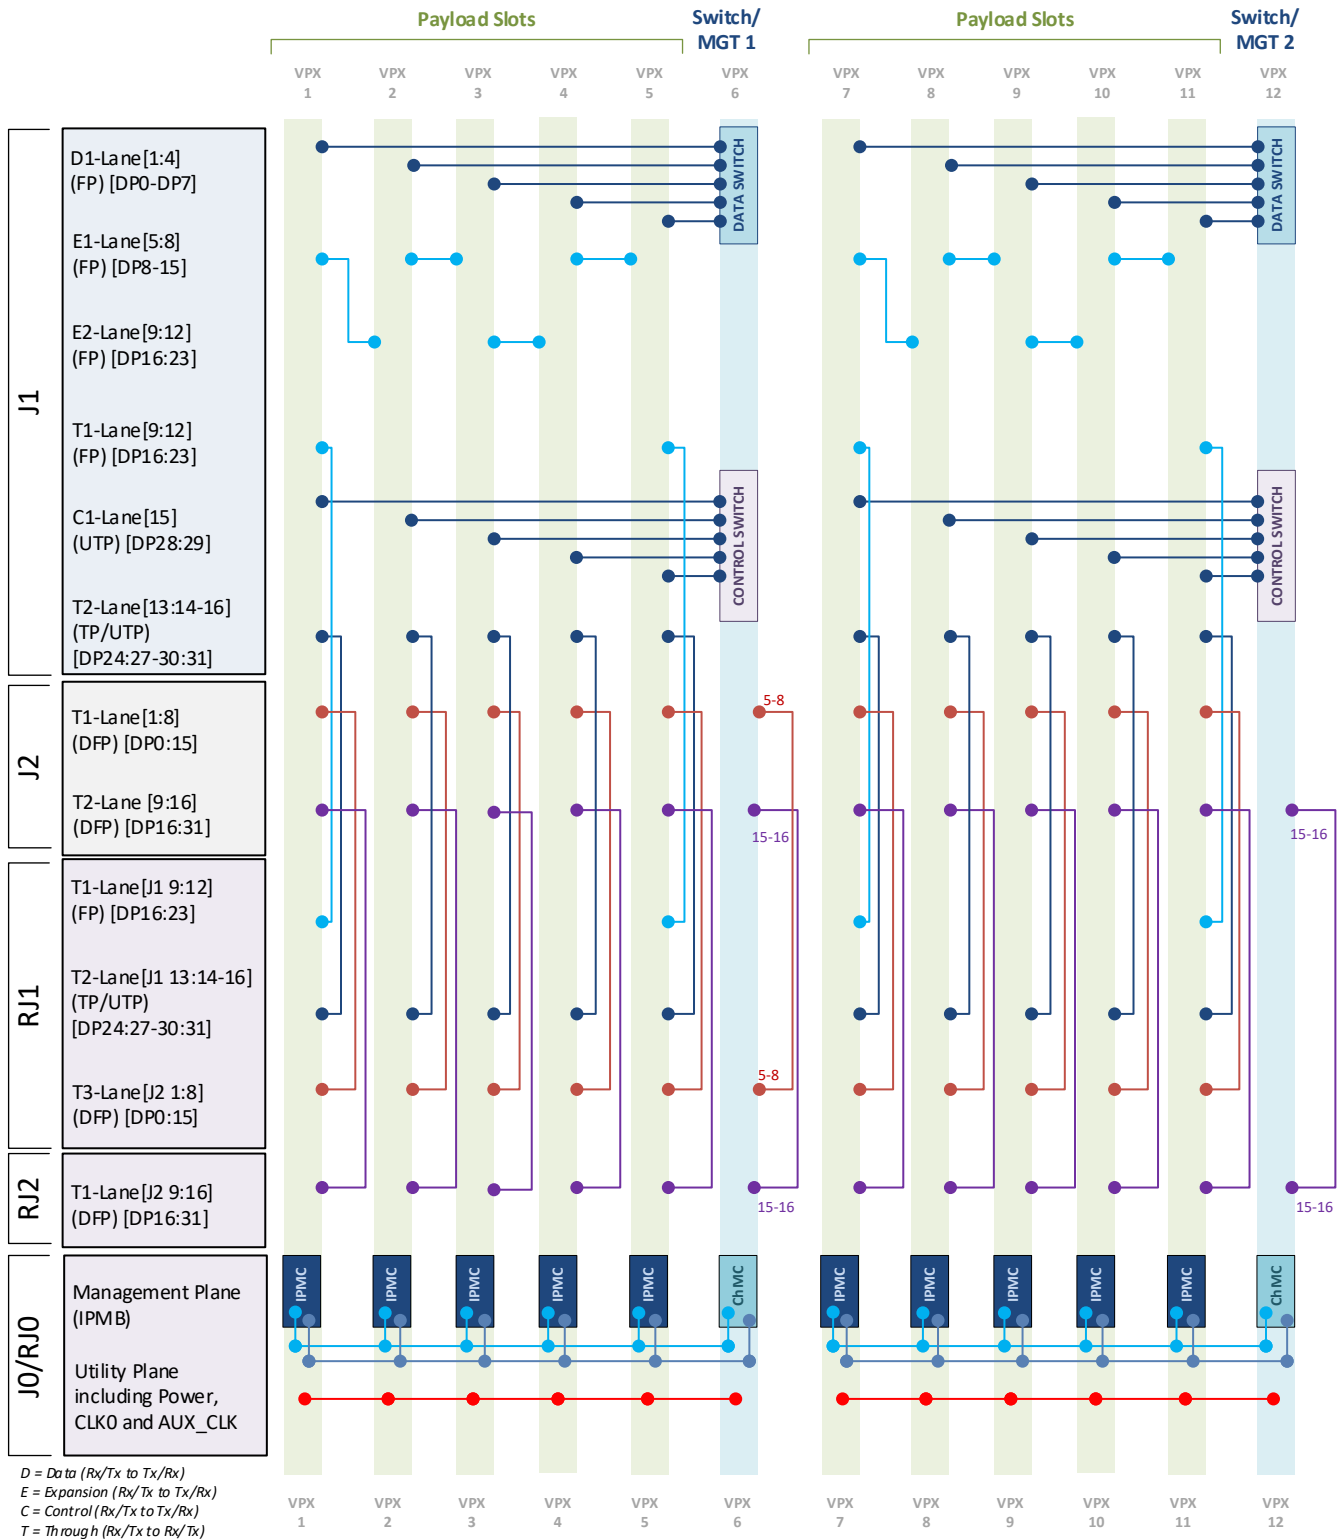 Payload Slots
Switch/
MGT 1
Payload Slots
Switch/
MGT 2
VPX
1
VPX
2
VPX
3
VPX
4
VPX
5
VPX
6
VPX
7
VPX
8
VPX
9
VPX
10
VPX
11
VPX
12
J1
D1-Lane[1:4]
(FP) [DP0-DP7]
E1-Lane[5:8]
(FP) [DP8-15]
E2-Lane[9:12]
(FP) [DP16:23]
T1-Lane[9:12]
(FP) [DP16:23]
C1-Lane[15]
(UTP) [DP28:29]
T2-Lane[13:14-16]
(TP/UTP)
[DP24:27-30:31]
DATA SWITCH
DATA SWITCH
CONTROL SWITCH
CONTROL SWITCH
J2
T1-Lane[1:8]
(DFP) [DP0:15]
T2-Lane [9:16]
(DFP) [DP16:31]
5-8
15-16
15-16
RJ1
T1-Lane[J1 9:12]
(FP) [DP16:23]
T2-Lane[J1 13:14-16]
(TP/UTP)
[DP24:27-30:31]
T3-Lane[J2 1:8]
(DFP) [DP0:15]
5-8
RJ2
T1-Lane[J2 9:16]
(DFP) [DP16:31]
15-16
15-16
J0/RJ0
Management Plane
(IPMB)
Utility Plane
including Power,
CLK0 and AUX_CLK
IPMC
IPMC
IPMC
IPMC
IPMC
ChMC
IPMC
IPMC
IPMC
IPMC
IPMC
ChMC
D = Data (Rx/Tx to Tx/Rx)
E = Expansion (Rx/Tx to Tx/Rx)
C = Control (Rx/Tx to Tx/Rx)
T = Through (Rx/Tx to Rx/Tx)
VPX
1
VPX
2
VPX
3
VPX
4
VPX
5
VPX
6
VPX
7
VPX
8
VPX
9
VPX
10
VPX
11
VPX
12